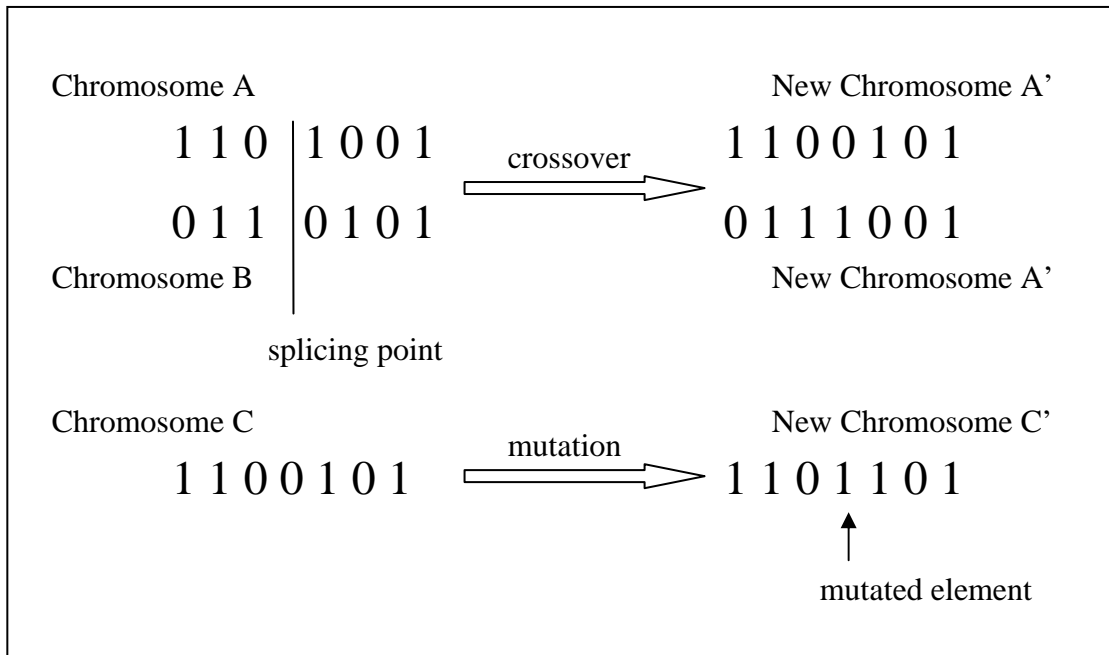 Chromosome A New Chromosome A’
1 1 0 1 0 0 1 1 1 0 0 1 0 1
crossover
0 1 1 0 1 0 1 0 1 1 1 0 0 1
Chromosome B New Chromosome A’
splicing point
Chromosome C New Chromosome C’
mutation
1 1 0 0 1 0 1 1 1 0 1 1 0 1
mutated element